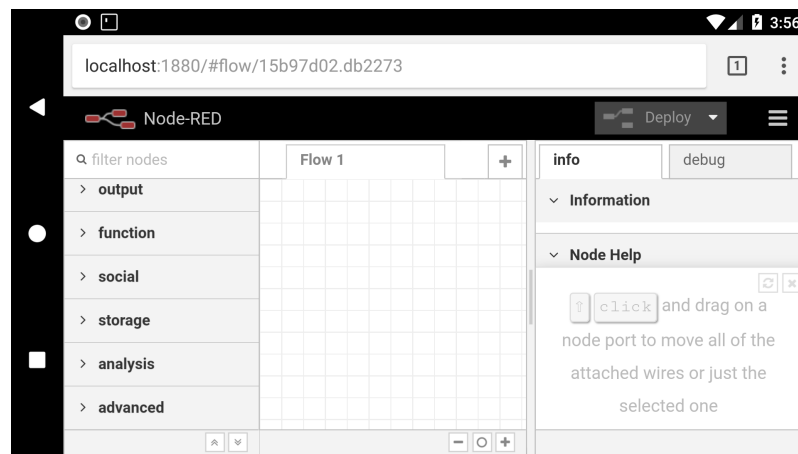 3:56
localhost:1880/#flow/15b97d02.db2273
1
Node-RED
Deploy
filter nodes
Flow 1
info
debug
output
function
social
storage
analysis
advanced
Information
Node Help
⇧ click and drag on a
node port to move all of the
attached wires or just the
selected one